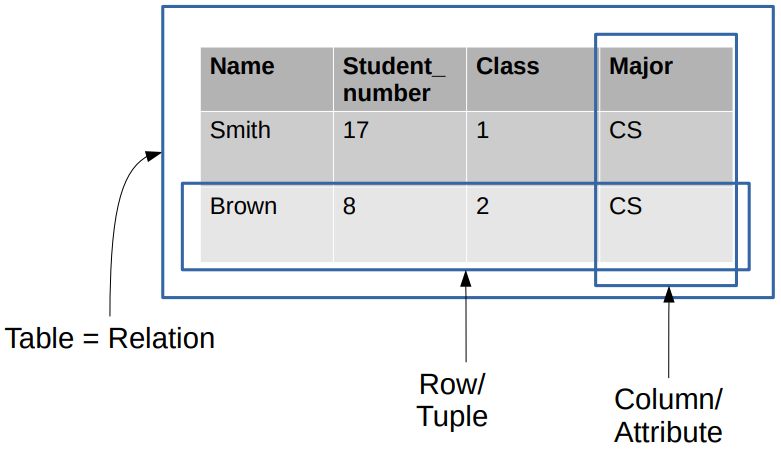 Name Student_ Class Major
number
Smith 17 1 CS
Brown 8 2 CS
Table = Relation
Row/
Tuple
Column/
Attribute